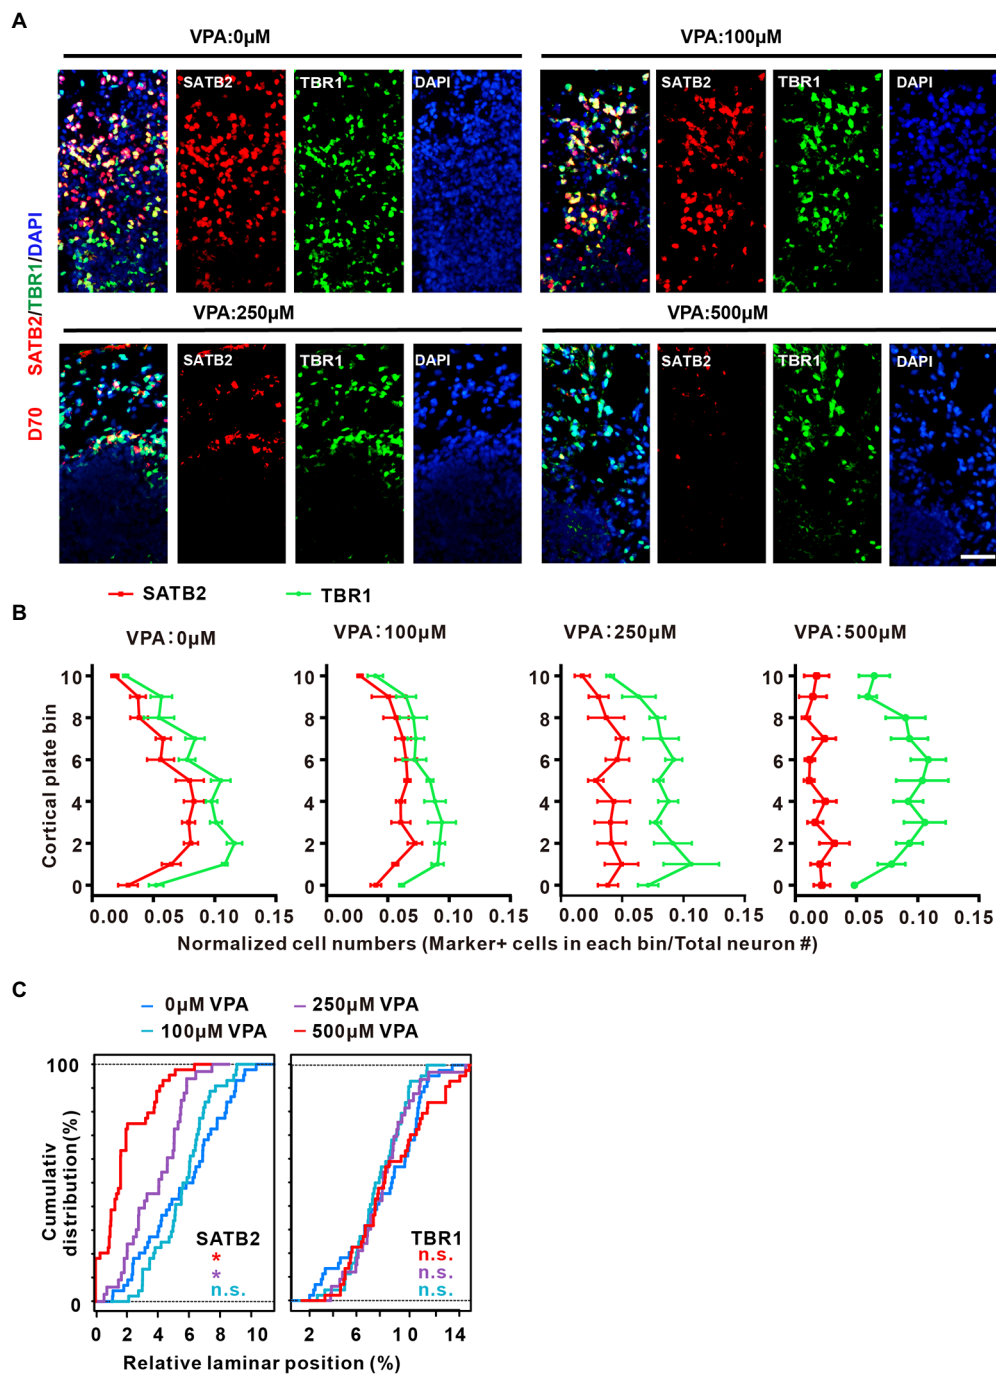 A
VPA:0μM
VPA:100μM
SATB2
TBR1
DAPI
SATB2
TBR1
DAPI
D70 SATB2/TBR1/DAPI
VPA:250μM
VPA:500μM
SATB2
TBR1
DAPI
SATB2
TBR1
DAPI
SATB2
TBR1
B
VPA:0μM
VPA:100μM
VPA:250μM
VPA:500μM
Cortical plate bin
10
8
6
4
2
0
10
8
6
4
2
0
10
8
6
4
2
0
10
8
6
4
2
0
0.00 0.05 0.10 0.15
0.00 0.05 0.10 0.15
0.00 0.05 0.10 0.15
0.00 0.05 0.10 0.15
Normalized cell numbers (Marker+ cells in each bin/Total neuron #)
C
0μM VPA
250μM VPA
100μM VPA
500μM VPA
Cumulativ
distribution(%)
100
0
SATB2
*
*
n.s.
TBR1
n.s.
n.s.
n.s.
0 2 4 6 8 10
2 6 10 14
Relative laminar position (%)